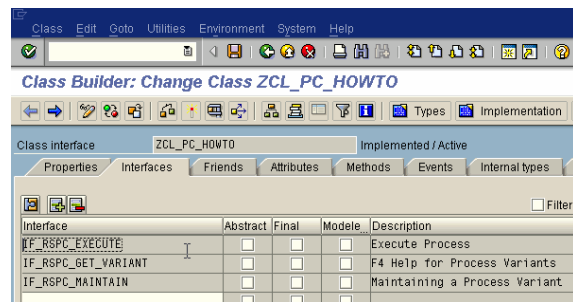 Class Edit Goto Utilities Environment System Help
Class Builder: Change Class ZCL_PC_HOWTO
Types Implementation
Class interface ZCL_PC_HOWTO Implemented / Active
Properties Interfaces Friends Attributes Methods Events Internal types
Filter
Interface Abstract Final Modele... Description
IF_RSPC_EXECUTE Execute Process
IF_RSPC_GET_VARIANT F4 Help for Process Variants
IF_RSPC_MAINTAIN Maintaining a Process Variant